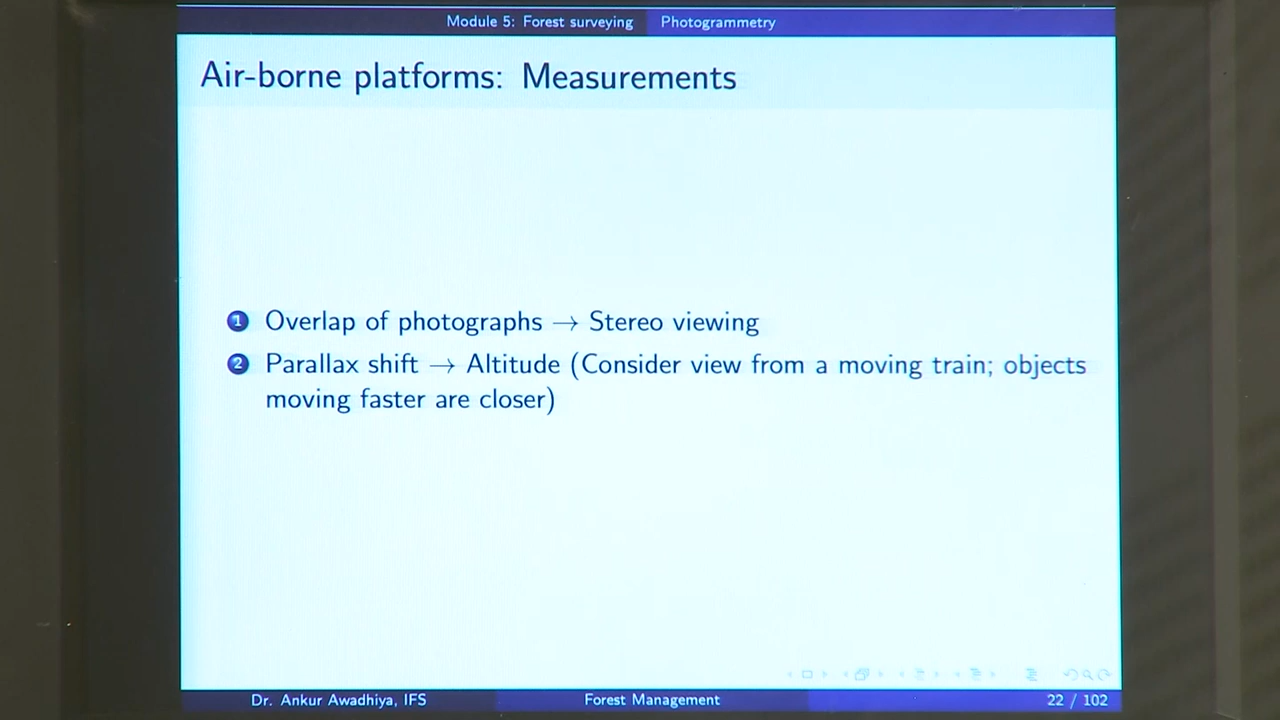 Module 5: Forest surveying Photogrammetry
Air-borne platforms: Measurements
1 Overlap of photographs → Stereo viewing
2 Parallax shift → Altitude (Consider view from a moving train; objects
moving faster are closer)
Dr. Ankur Awadhiya, IFS Forest Management 22 / 102